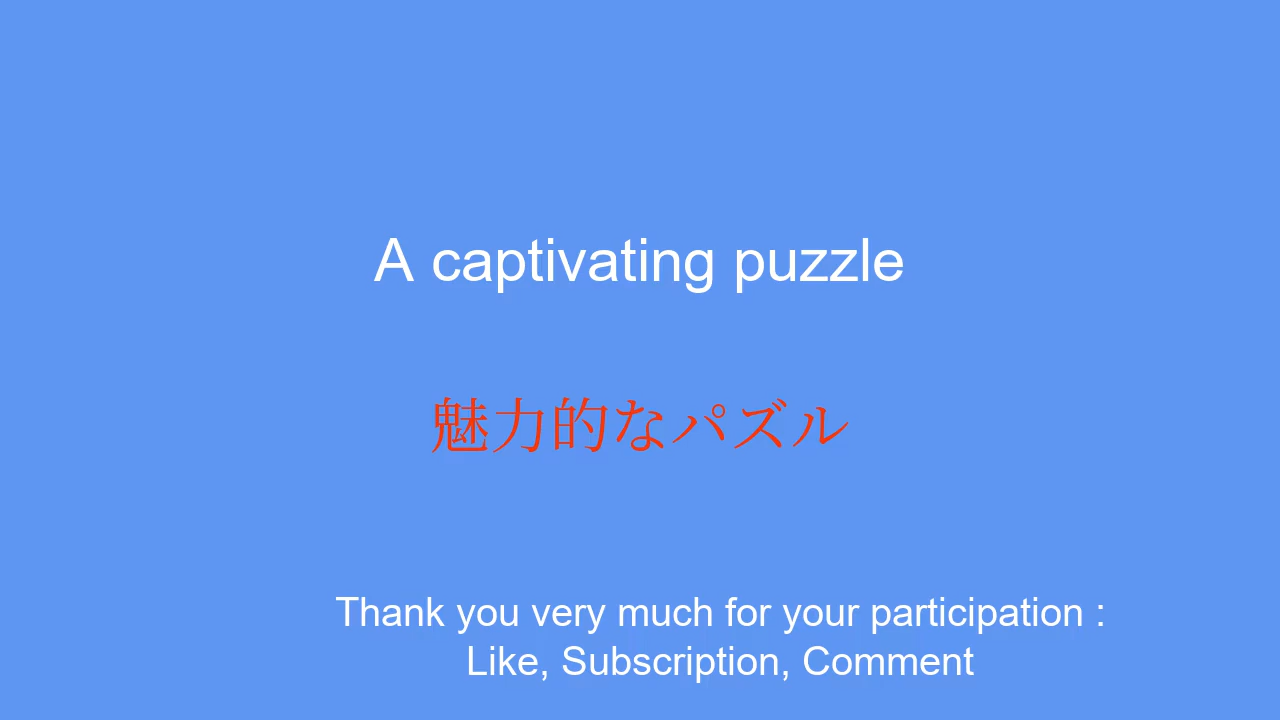 A captivating puzzle
魅力的なパズル
Thank you very much for your participation :
Like, Subscription, Comment